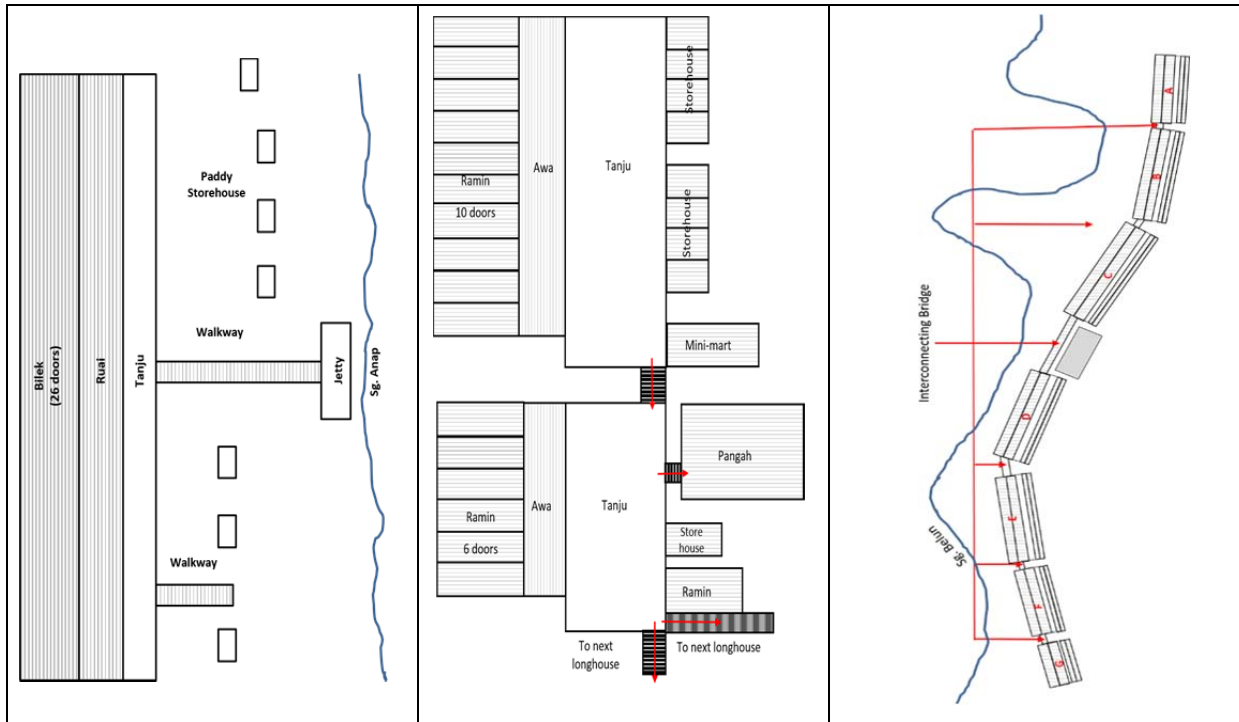 Bilek
(26 doors)
Ruai
Tanju
Paddy
Storehouse
Walkway
Jetty
Sg. Anap
Walkway
Ramin
10 doors
Awa
Tanju
Storehouse
Storehouse
Mini-mart
Ramin
6 doors
Awa
Tanju
Pangah
Store
house
Ramin
To next
longhouse
To next longhouse
A
B
C
Interconnecting Bridge
D
E
Sg. Belun
F
G